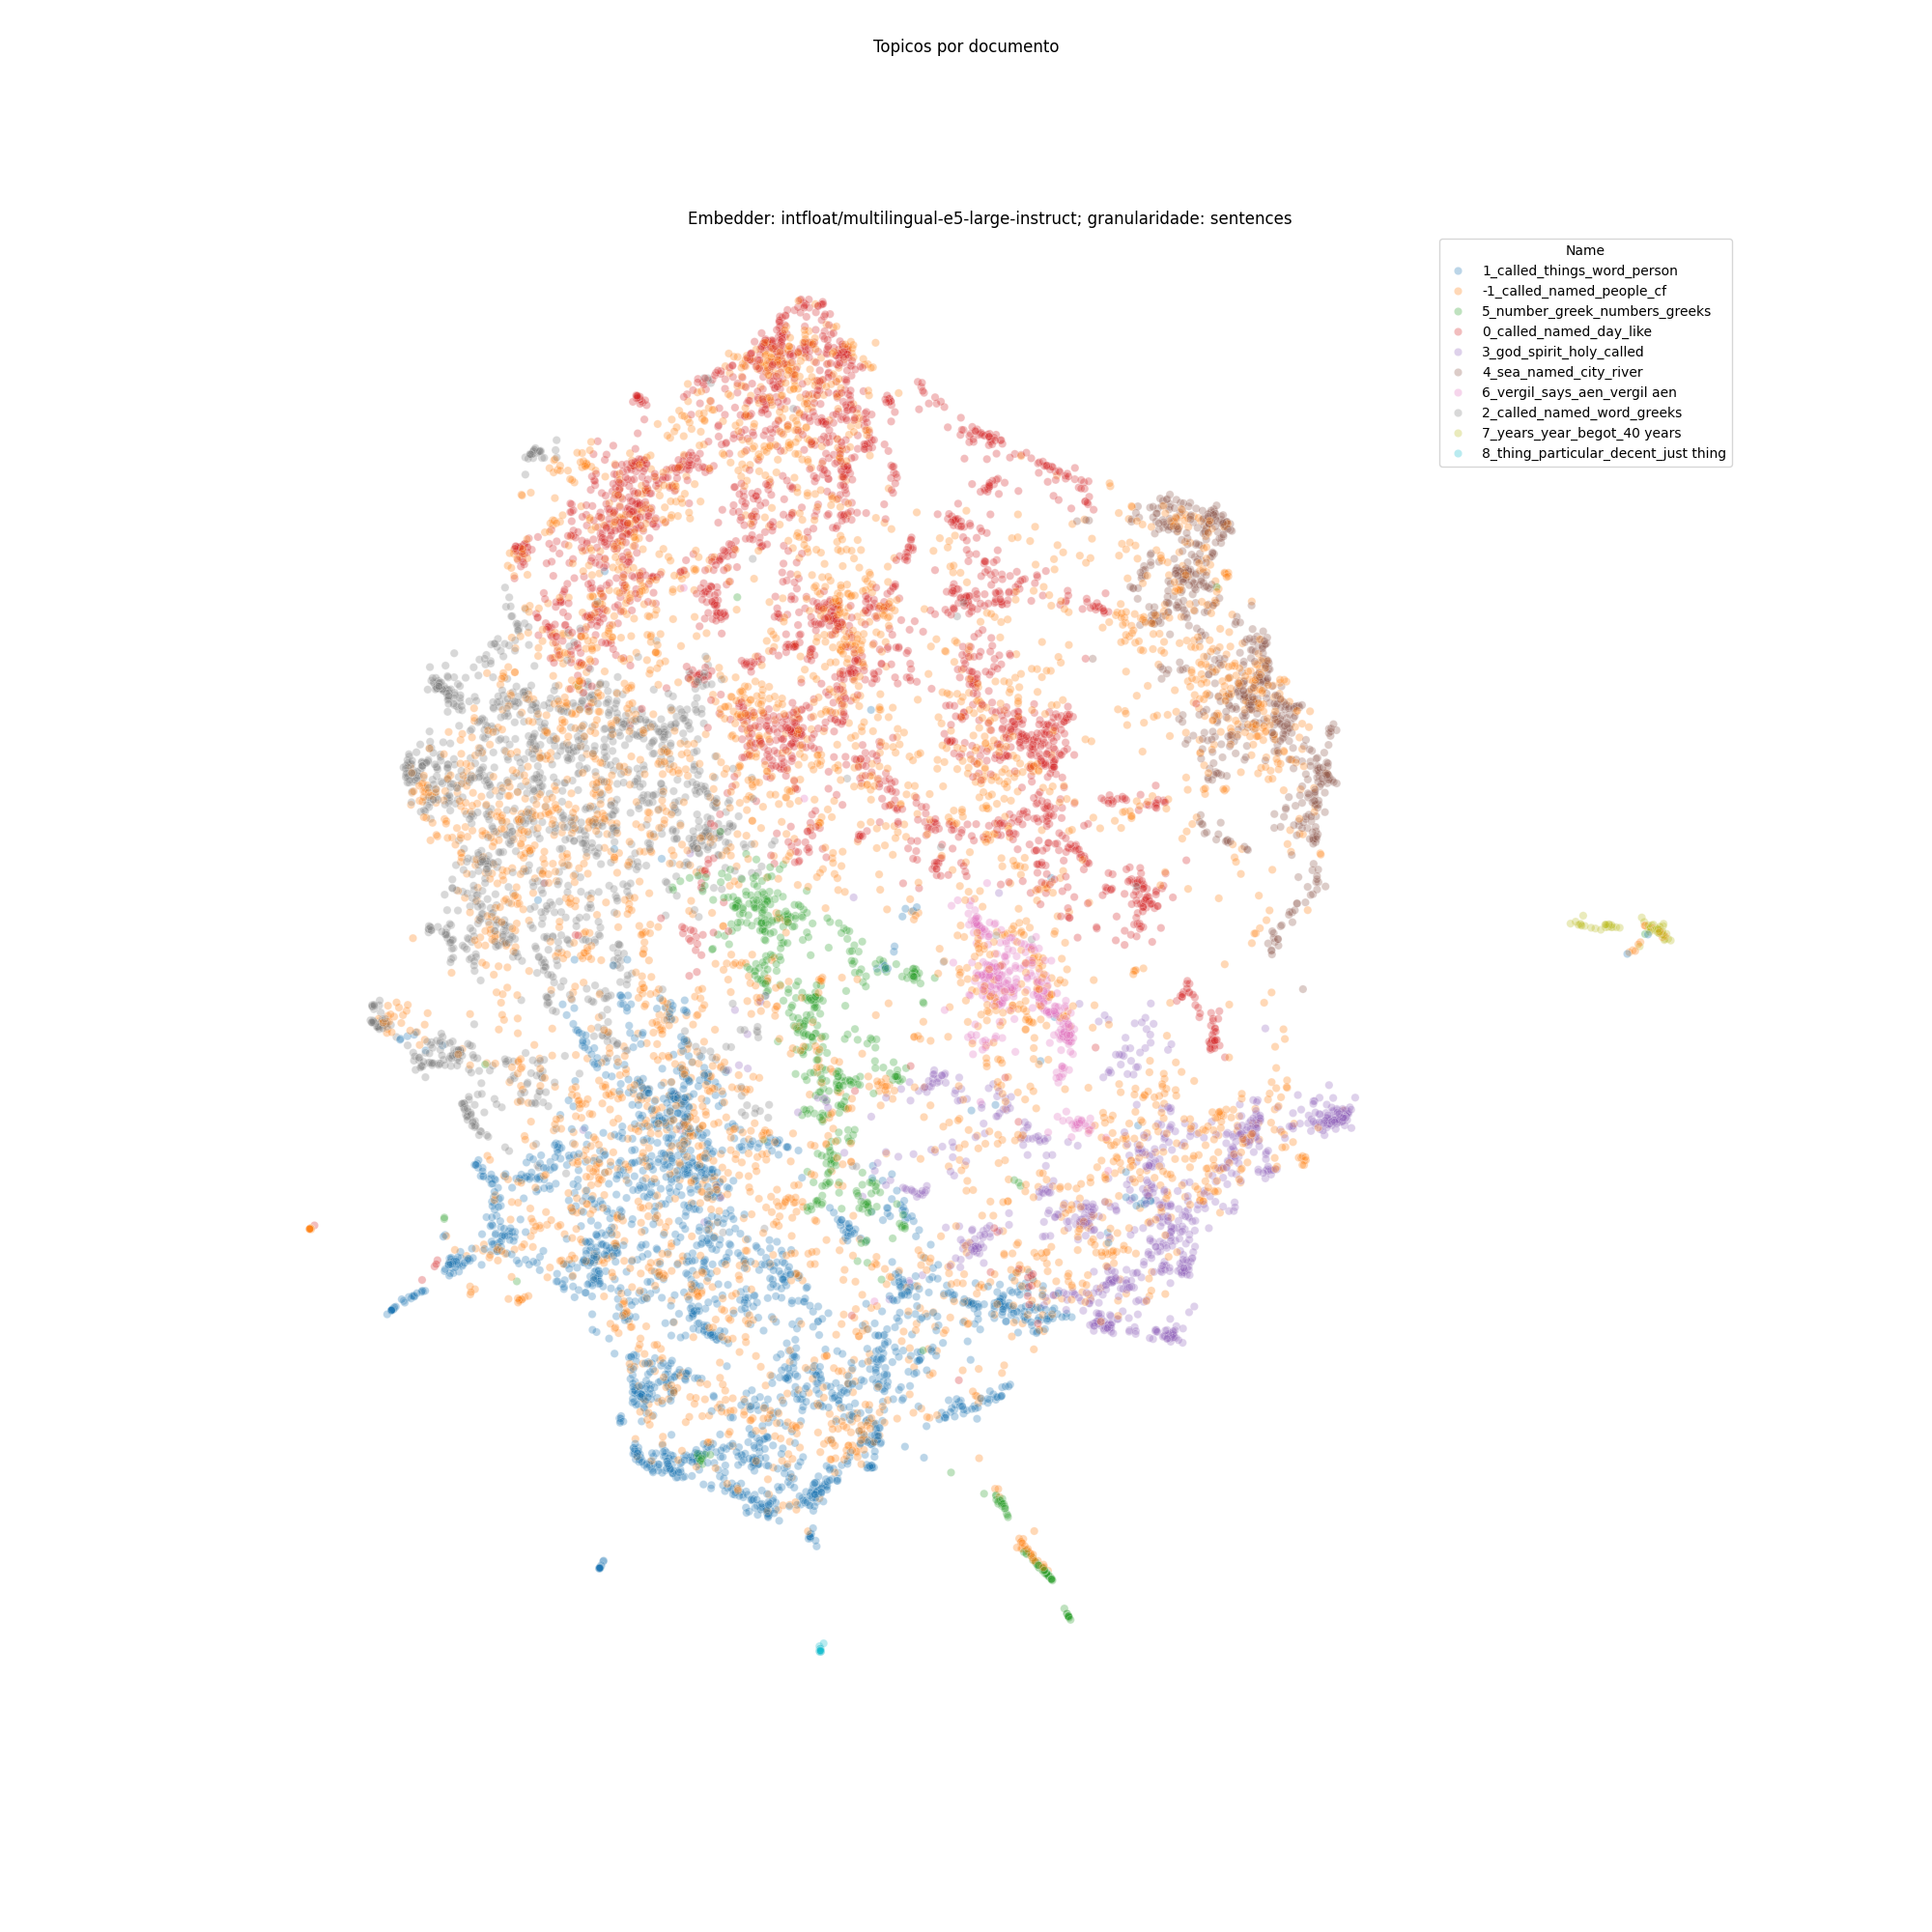 Topicos por documento
Embedder: intfloat/multilingual-e5-large-instruct; granularidade: sentences
Name
1_called_things_word_person
-1_called_named_people_cf
5_number_greek_numbers_greeks
0_called_named_day_like
3_god_spirit_holy_called
4_sea_named_city_river
6_vergil_says_aen_vergil aen
2_called_named_word_greeks
7_years_year_begot_40 years
8_thing_particular_decent_just thing